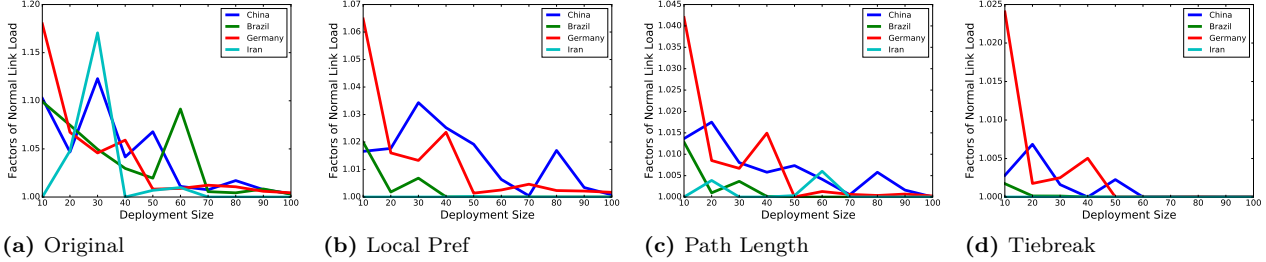 Factors of Normal Link Load
1.20
1.15
1.10
1.05
1.00
10 20 30 40 50 60 70 80 90 100
Deployment Size
China
Brazil
Germany
Iran
(a) Original
Factors of Normal Link Load
1.07
1.06
1.05
1.04
1.03
1.02
1.01
1.00
10 20 30 40 50 60 70 80 90 100
Deployment Size
China
Brazil
Germany
Iran
(b) Local Pref
Factors of Normal Link Load
1.045
1.040
1.035
1.030
1.025
1.020
1.015
1.010
1.005
1.000
10 20 30 40 50 60 70 80 90 100
Deployment Size
China
Brazil
Germany
Iran
(c) Path Length
Factors of Normal Link Load
1.025
1.020
1.015
1.010
1.005
1.000
10 20 30 40 50 60 70 80 90 100
Deployment Size
China
Brazil
Germany
Iran
(d) Tiebreak